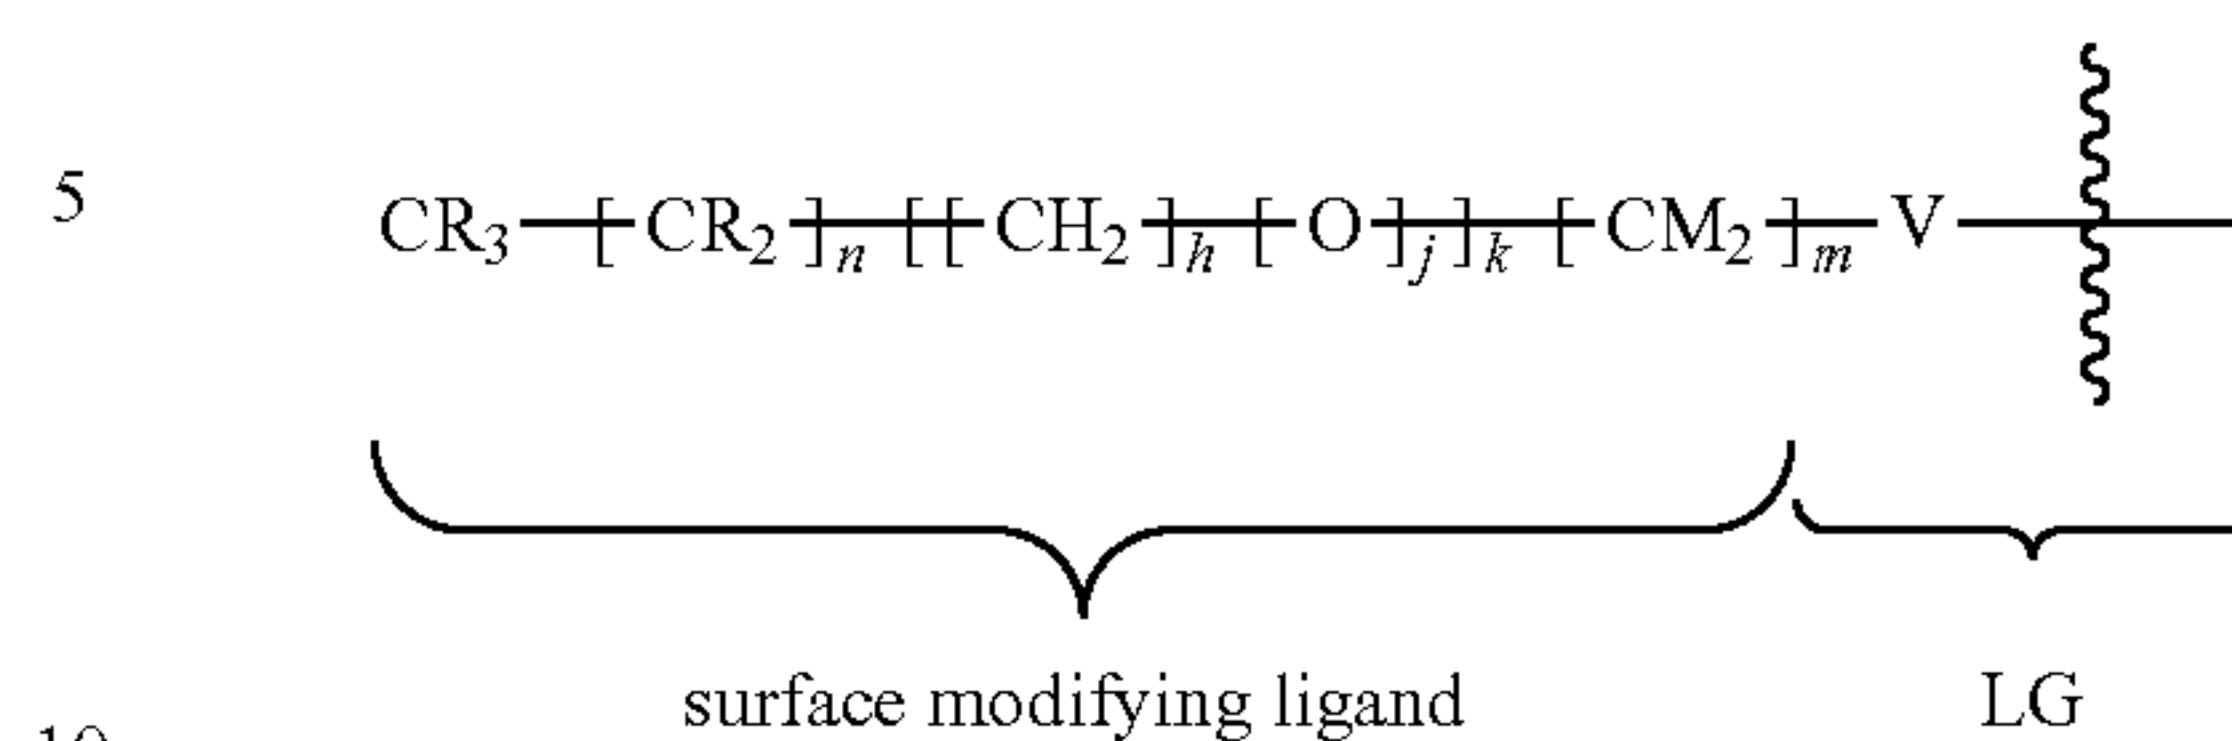 5 CR3—[CR2]n—[[CH2]h—[O]j]k—[CM2]m—V
surface modifying ligand LG
10